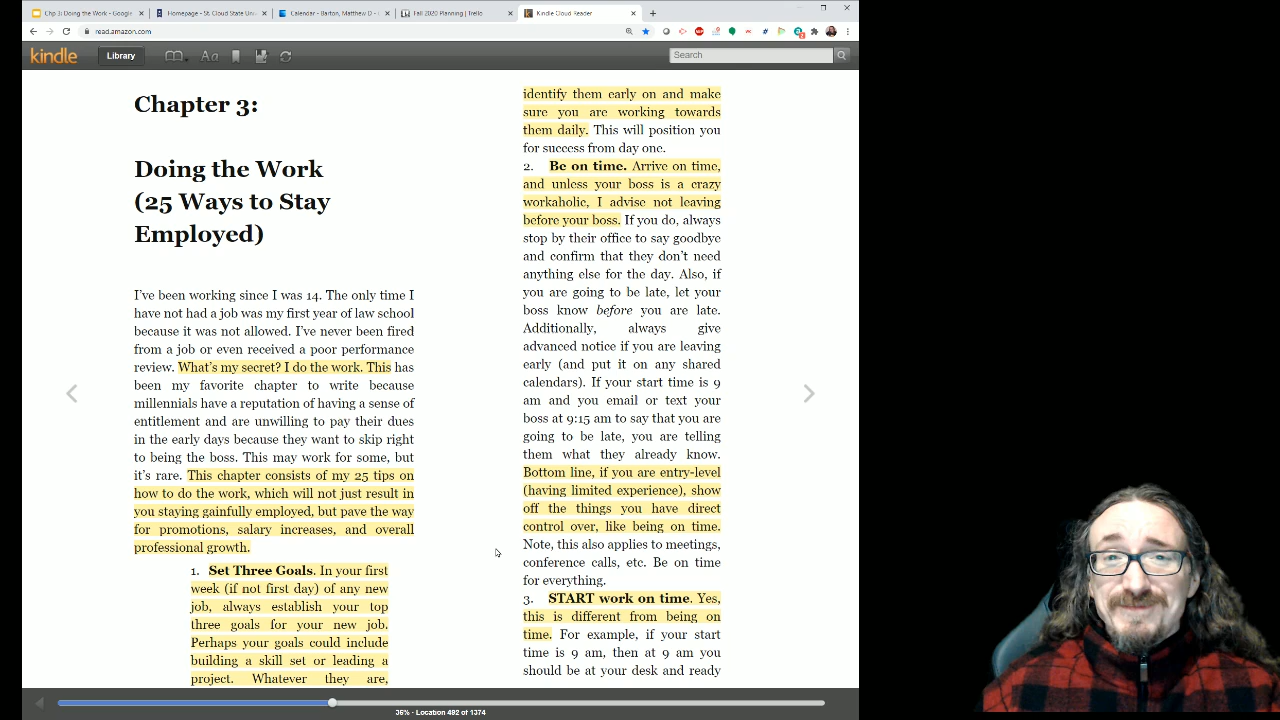 Chp 3: Doing the Work - Google
Homepage - St. Cloud State Uni
Calendar - Barton, Matthew D -
Fall 2020 Planning | Trello
Kindle Cloud Reader
read.amazon.com
kindle
Library
Aa
Search
Chapter 3:
Doing the Work
(25 Ways to Stay
Employed)
I’ve been working since I was 14. The only time I
have not had a job was my first year of law school
because it was not allowed. I’ve never been fired
from a job or even received a poor performance
review. What’s my secret? I do the work. This has
been my favorite chapter to write because
millennials have a reputation of having a sense of
entitlement and are unwilling to pay their dues
in the early days because they want to skip right
to being the boss. This may work for some, but
it’s rare. This chapter consists of my 25 tips on
how to do the work, which will not just result in
you staying gainfully employed, but pave the way
for promotions, salary increases, and overall
professional growth.
1. Set Three Goals. In your first
week (if not first day) of any new
job, always establish your top
three goals for your new job.
Perhaps your goals could include
building a skill set or leading a
project. Whatever they are,
identify them early on and make
sure you are working towards
them daily. This will position you
for success from day one.
2. Be on time. Arrive on time,
and unless your boss is a crazy
workaholic, I advise not leaving
before your boss. If you do, always
stop by their office to say goodbye
and confirm that they don’t need
anything else for the day. Also, if
you are going to be late, let your
boss know before you are late.
Additionally, always give
advanced notice if you are leaving
early (and put it on any shared
calendars). If your start time is 9
am and you email or text your
boss at 9:15 am to say that you are
going to be late, you are telling
them what they already know.
Bottom line, if you are entry-level
(having limited experience), show
off the things you have direct
control over, like being on time.
Note, this also applies to meetings,
conference calls, etc. Be on time
for everything.
3. START work on time. Yes,
this is different from being on
time. For example, if your start
time is 9 am, then at 9 am you
should be at your desk and ready
36% - Location 492 of 1374